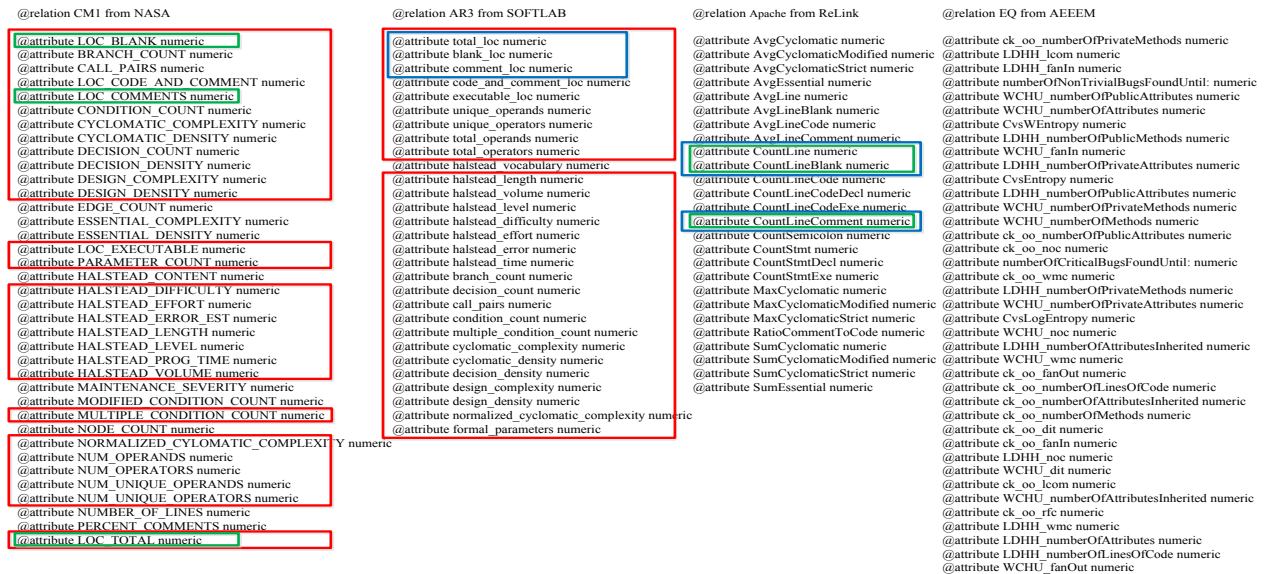 @relation CM1 from NASA
@attribute LOC_BLANK numeric
@attribute BRANCH_COUNT numeric
@attribute CALL_PAIRS numeric
@attribute LOC_CODE_AND_COMMENT numeric
@attribute LOC_COMMENTS numeric
@attribute CONDITION_COUNT numeric
@attribute CYCLOMATIC_COMPLEXITY numeric
@attribute CYCLOMATIC_DENSITY numeric
@attribute DECISION_COUNT numeric
@attribute DECISION_DENSITY numeric
@attribute DESIGN_COMPLEXITY numeric
@attribute DESIGN_DENSITY numeric
@attribute EDGE_COUNT numeric
@attribute ESSENTIAL_COMPLEXITY numeric
@attribute ESSENTIAL_DENSITY numeric
@attribute LOC_EXECUTABLE numeric
@attribute PARAMETER_COUNT numeric
@attribute HALSTEAD_CONTENT numeric
@attribute HALSTEAD_DIFFICULTY numeric
@attribute HALSTEAD_EFFORT numeric
@attribute HALSTEAD_ERROR_EST numeric
@attribute HALSTEAD_LENGTH numeric
@attribute HALSTEAD_LEVEL numeric
@attribute HALSTEAD_PROG_TIME numeric
@attribute HALSTEAD_VOLUME numeric
@attribute MAINTENANCE_SEVERITY numeric
@attribute MODIFIED_CONDITION_COUNT numeric
@attribute MULTIPLE_CONDITION_COUNT numeric
@attribute NODE_COUNT numeric
@attribute NORMALIZED_CYLOMATIC_COMPLEXITY numeric
@attribute NUM_OPERANDS numeric
@attribute NUM_OPERATORS numeric
@attribute NUM_UNIQUE_OPERANDS numeric
@attribute NUM_UNIQUE_OPERATORS numeric
@attribute NUMBER_OF_LINES numeric
@attribute PERCENT_COMMENTS numeric
@attribute LOC_TOTAL numeric
@relation AR3 from SOFTLAB
@attribute total_loc numeric
@attribute blank_loc numeric
@attribute comment_loc numeric
@attribute code_and_comment_loc numeric
@attribute executable_loc numeric
@attribute unique_operands numeric
@attribute unique_operators numeric
@attribute total_operands numeric
@attribute total_operators numeric
@attribute halstead_vocabulary numeric
@attribute halstead_length numeric
@attribute halstead_volume numeric
@attribute halstead_level numeric
@attribute halstead_difficulty numeric
@attribute halstead_effort numeric
@attribute halstead_error numeric
@attribute halstead_time numeric
@attribute branch_count numeric
@attribute decision_count numeric
@attribute call_pairs numeric
@attribute condition_count numeric
@attribute multiple_condition_count numeric
@attribute cyclomatic_complexity numeric
@attribute cyclomatic_density numeric
@attribute decision_density numeric
@attribute design_complexity numeric
@attribute design_density numeric
@attribute normalized_cyclomatic_complexity numeric
@attribute formal_parameters numeric
@relation Apache from ReLink
@attribute AvgCyclomatic numeric
@attribute AvgCyclomaticModified numeric
@attribute AvgCyclomaticStrict numeric
@attribute AvgEssential numeric
@attribute AvgLine numeric
@attribute AvgLineBlank numeric
@attribute AvgLineCode numeric
@attribute AvgLineComment numeric
@attribute CountLine numeric
@attribute CountLineBlank numeric
@attribute CountLineCode numeric
@attribute CountLineCodeDecl numeric
@attribute CountLineCodeExe numeric
@attribute CountLineComment numeric
@attribute CountSemicolon numeric
@attribute CountStmt numeric
@attribute CountStmtDecl numeric
@attribute CountStmtExe numeric
@attribute MaxCyclomatic numeric
@attribute MaxCyclomaticModified numeric
@attribute MaxCyclomaticStrict numeric
@attribute RatioCommentToCode numeric
@attribute SumCyclomatic numeric
@attribute SumCyclomaticModified numeric
@attribute SumCyclomaticStrict numeric
@attribute SumEssential numeric
@relation EQ from AEEEM
@attribute ck_oo_numberOfPrivateMethods numeric
@attribute LDHH_lcom numeric
@attribute LDHH_fanIn numeric
@attribute numberOfNonTrivialBugsFoundUntil: numeric
@attribute WCHU_numberOfPublicAttributes numeric
@attribute WCHU_numberOfAttributes numeric
@attribute CvsWEntropy numeric
@attribute LDHH_numberOfPublicMethods numeric
@attribute WCHU_fanIn numeric
@attribute LDHH_numberOfPrivateAttributes numeric
@attribute CvsEntropy numeric
@attribute LDHH_numberOfPublicAttributes numeric
@attribute WCHU_numberOfPrivateMethods numeric
@attribute WCHU_numberOfMethods numeric
@attribute ck_oo_numberOfPublicAttributes numeric
@attribute ck_oo_noc numeric
@attribute numberOfCriticalBugsFoundUntil: numeric
@attribute ck_oo_wmc numeric
@attribute LDHH_numberOfPrivateMethods numeric
@attribute WCHU_numberOfPrivateAttributes numeric
@attribute CvsLogEntropy numeric
@attribute WCHU_noc numeric
@attribute LDHH_numberOfAttributesInherited numeric
@attribute WCHU_wmc numeric
@attribute ck_oo_fanOut numeric
@attribute ck_oo_numberOfLinesOfCode numeric
@attribute ck_oo_numberOfAttributesInherited numeric
@attribute ck_oo_numberOfMethods numeric
@attribute ck_oo_dit numeric
@attribute ck_oo_fanIn numeric
@attribute LDHH_noc numeric
@attribute WCHU_dit numeric
@attribute ck_oo_lcom numeric
@attribute WCHU_numberOfAttributesInherited numeric
@attribute ck_oo_rfc numeric
@attribute LDHH_wmc numeric
@attribute LDHH_numberOfAttributes numeric
@attribute LDHH_numberOfLinesOfCode numeric
@attribute WCHU_fanOut numeric